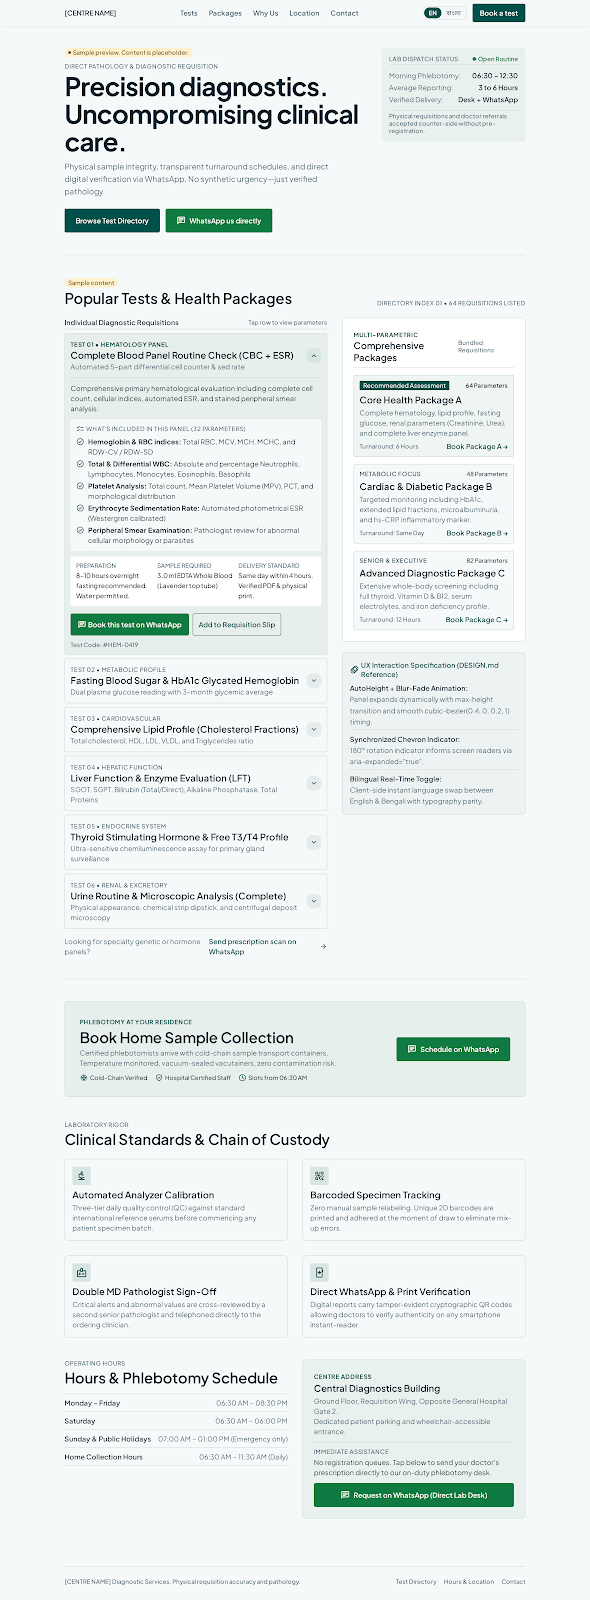 [CENTRE NAME]
Tests Packages Why Us Location Contact
EN বাংলা
Book a test
Sample preview. Content is placeholder.
DIRECT PATHOLOGY & DIAGNOSTIC REQUISITION
Precision diagnostics.
Uncompromising clinical
care.
Physical sample integrity, transparent turnaround schedules, and direct
digital verification via WhatsApp. No synthetic urgency—just verified
pathology.
Browse Test Directory
WhatsApp us directly
LAB DISPATCH STATUS
Open Routine
Morning Phlebotomy: 06:30 – 12:30
Average Reporting: 3 to 6 Hours
Verified Delivery: Desk + WhatsApp
Physical requisitions and doctor referrals
accepted counter-side without pre-
registration.
Sample content
Popular Tests & Health Packages
DIRECTORY INDEX 01 • 64 REQUISITIONS LISTED
Individual Diagnostic Requisitions
Tap row to view parameters
TEST 01 • HEMATOLOGY PANEL
Complete Blood Panel Routine Check (CBC + ESR)
Automated 5-part differential cell counter & sed rate
Comprehensive primary hematological evaluation including complete cell
count, cellular indices, automated ESR, and stained peripheral smear
analysis.
WHAT'S INCLUDED IN THIS PANEL (32 PARAMETERS)
Hemoglobin & RBC indices: Total RBC, MCV, MCH, MCHC, and
RDW-CV / RDW-SD
Total & Differential WBC: Absolute and percentage Neutrophils,
Lymphocytes, Monocytes, Eosinophils, Basophils
Platelet Analysis: Total count, Mean Platelet Volume (MPV), PCT, and
morphological distribution
Erythrocyte Sedimentation Rate: Automated photometrical ESR
(Westergren calibrated)
Peripheral Smear Examination: Pathologist review for abnormal
cellular morphology or parasites
PREPARATION
8–10 hours overnight
fasting recommended.
Water permitted.
SAMPLE REQUIRED
3.0 ml EDTA Whole Blood
(Lavender top tube)
DELIVERY STANDARD
Same day within 4 hours.
Verified PDF & physical
print.
Book this test on WhatsApp
Add to Requisition Slip
Test Code: #HEM-0419
TEST 02 • METABOLIC PROFILE
Fasting Blood Sugar & HbA1c Glycated Hemoglobin
Dual plasma glucose reading with 3-month glycemic average
TEST 03 • CARDIOVASCULAR
Comprehensive Lipid Profile (Cholesterol Fractions)
Total cholesterol, HDL, LDL, VLDL, and Triglycerides ratio
TEST 04 • HEPATIC FUNCTION
Liver Function & Enzyme Evaluation (LFT)
SGOT, SGPT, Bilirubin (Total/Direct), Alkaline Phosphatase, Total
Proteins
TEST 05 • ENDOCRINE SYSTEM
Thyroid Stimulating Hormone & Free T3/T4 Profile
Ultra-sensitive chemiluminescence assay for primary gland
surveillance
TEST 06 • RENAL & EXCRETORY
Urine Routine & Microscopic Analysis (Complete)
Physical appearance, chemical strip dipstick, and centrifugal deposit
microscopy
Looking for specialty genetic or hormone
panels?
Send prescription scan on
WhatsApp →
MULTI-PARAMETRIC
Comprehensive
Packages
Bundled
Requisitions
Recommended Assessment
64 Parameters
Core Health Package A
Complete hematology, lipid profile, fasting
glucose, renal parameters (Creatinine, Urea),
and complete liver enzyme panel.
Turnaround: 6 Hours
Book Package A →
METABOLIC FOCUS
48 Parameters
Cardiac & Diabetic Package B
Targeted monitoring including HbA1c,
extended lipid fractions, microalbuminuria,
and hs-CRP inflammatory marker.
Turnaround: Same Day
Book Package B →
SENIOR & EXECUTIVE
82 Parameters
Advanced Diagnostic Package C
Extensive whole-body screening including
full thyroid, Vitamin D & B12, serum
electrolytes, and iron deficiency profile.
Turnaround: 12 Hours
Book Package C →
UX Interaction Specification (DESIGN.md
Reference)
AutoHeight + Blur-Fade Animation:
Panel expands dynamically with max-height
transition and smooth cubic-bezier(0.4, 0, 0.2, 1)
timing.
Synchronized Chevron Indicator:
180° rotation indicator informs screen readers via
aria-expanded="true".
Bilingual Real-Time Toggle:
Client-side instant language swap between
English & Bengali with typography parity.
PHLEBOTOMY AT YOUR RESIDENCE
Book Home Sample Collection
Certified phlebotomists arrive with cold-chain sample transport containers.
Temperature monitored, vacuum-sealed vacutainers, zero contamination risk.
Cold-Chain Verified
Hospital Certified Staff
Slots from 06:30 AM
Schedule on WhatsApp
LABORATORY RIGOR
Clinical Standards & Chain of Custody
Automated Analyzer Calibration
Three-tier daily quality control (QC) against standard
international reference serums before commencing any
patient specimen batch.
Barcoded Specimen Tracking
Zero manual sample relabeling. Unique 2D barcodes are
printed and adhered at the moment of draw to eliminate mix-
up errors.
Double MD Pathologist Sign-Off
Critical alerts and abnormal values are cross-reviewed by a
second senior pathologist and telephoned directly to the
ordering clinician.
Direct WhatsApp & Print Verification
Digital reports carry tamper-evident cryptographic QR codes
allowing doctors to verify authenticity on any smartphone
instant-reader.
OPERATING HOURS
Hours & Phlebotomy Schedule
Monday – Friday 06:30 AM – 08:30 PM
Saturday 06:30 AM – 06:00 PM
Sunday & Public Holidays 07:00 AM – 01:00 PM (Emergency only)
Home Collection Hours 06:30 AM – 11:30 AM (Daily)
CENTRE ADDRESS
Central Diagnostics Building
Ground Floor, Requisition Wing, Opposite General Hospital
Gate 2.
Dedicated patient parking and wheelchair-accessible
entrance.
IMMEDIATE ASSISTANCE
No registration queues. Tap below to send your doctor's
prescription directly to our on-duty phlebotomy desk.
Request on WhatsApp (Direct Lab Desk)
[CENTRE NAME] Diagnostic Services. Physical requisition accuracy and pathology.
Test Directory Hours & Location Contact